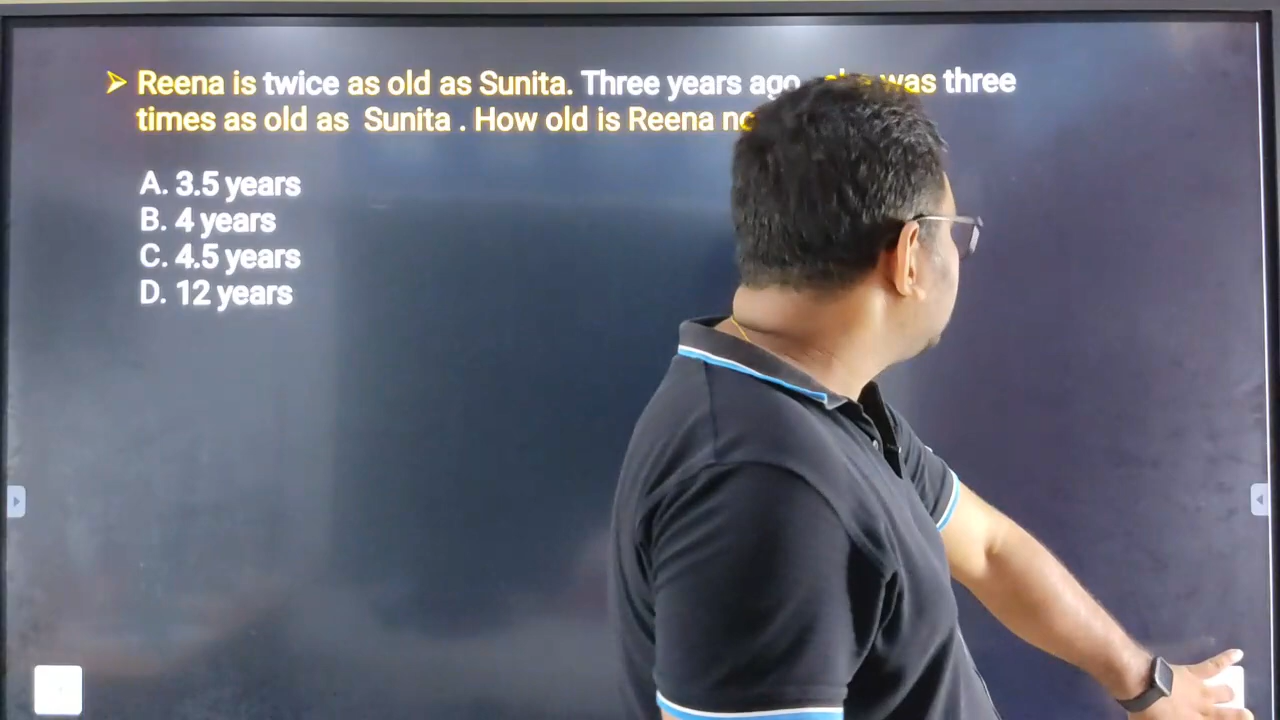 ➢ Reena is twice as old as Sunita. Three years ago was three
times as old as Sunita . How old is Reena
A. 3.5 years
B. 4 years
C. 4.5 years
D. 12 years